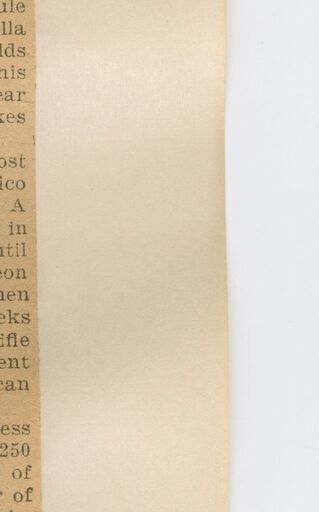 ule
lla
lds
his
ear
kes
ost
ico
A
in
ntil
eon
hen
eks
ifle
ent
can
ess
250
of
r of